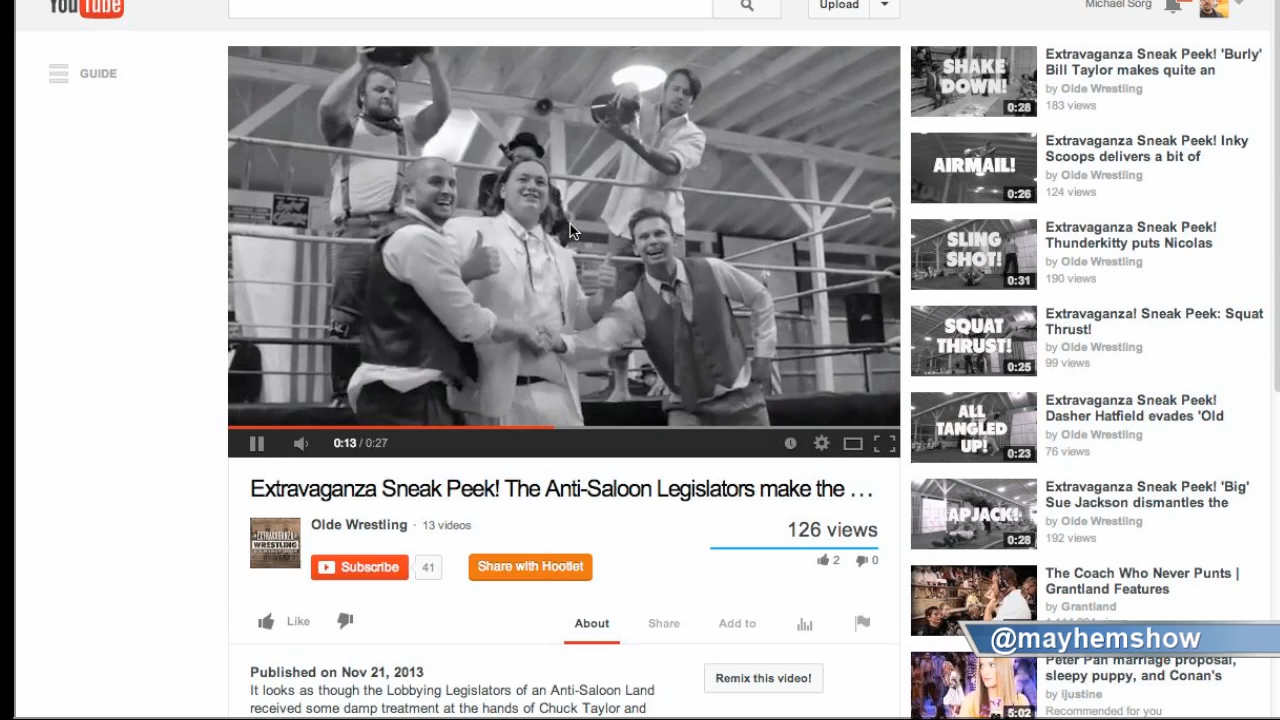 YouTube
Upload
Michael Sorg
GUIDE
0:13 / 0:27
Extravaganza Sneak Peek! The Anti-Saloon Legislators make the ...
Olde Wrestling · 13 videos
Subscribe 41
Share with Hootlet
126 views
2 0
Like
About Share Add to
Published on Nov 21, 2013
It looks as though the Lobbying Legislators of an Anti-Saloon Land
received some damp treatment at the hands of Chuck Taylor and
Remix this video!
EXTRAVAGANZA
WRESTLING
SHAKE
DOWN!
0:28
Extravaganza Sneak Peek! 'Burly'
Bill Taylor makes quite an
by Olde Wrestling
183 views
AIRMAIL!
0:26
Extravaganza Sneak Peek! Inky
Scoops delivers a bit of
by Olde Wrestling
124 views
SLING
SHOT!
0:31
Extravaganza Sneak Peek!
Thunderkitty puts Nicolas
by Olde Wrestling
190 views
SQUAT
THRUST!
0:25
Extravaganza! Sneak Peek: Squat
Thrust!
by Olde Wrestling
99 views
ALL
TANGLED
UP!
0:23
Extravaganza Sneak Peek!
Dasher Hatfield evades 'Old
by Olde Wrestling
76 views
APJACK!
0:28
Extravaganza Sneak Peek! 'Big'
Sue Jackson dismantles the
by Olde Wrestling
192 views
The Coach Who Never Punts |
Grantland Features
by Grantland
@mayhemshow
Peter Pan marriage proposal,
sleepy puppy, and Conan's
by ijustine
Recommended for you
5:02